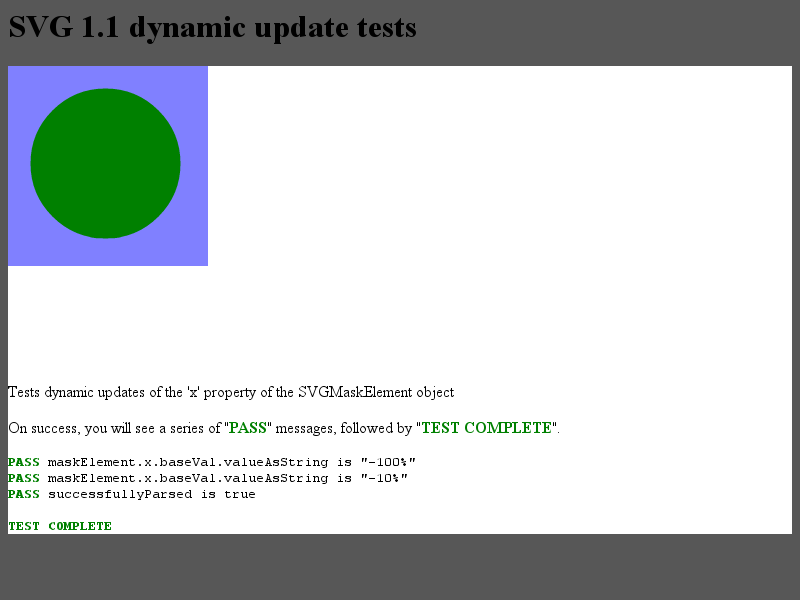 SVG 1.1 dynamic update tests
Tests dynamic updates of the 'x' property of the SVGMaskElement object
On success, you will see a series of "PASS" messages, followed by "TEST COMPLETE".
PASS maskElement.x.baseVal.valueAsString is "-100%"
PASS maskElement.x.baseVal.valueAsString is "-10%"
PASS successfullyParsed is true
TEST COMPLETE